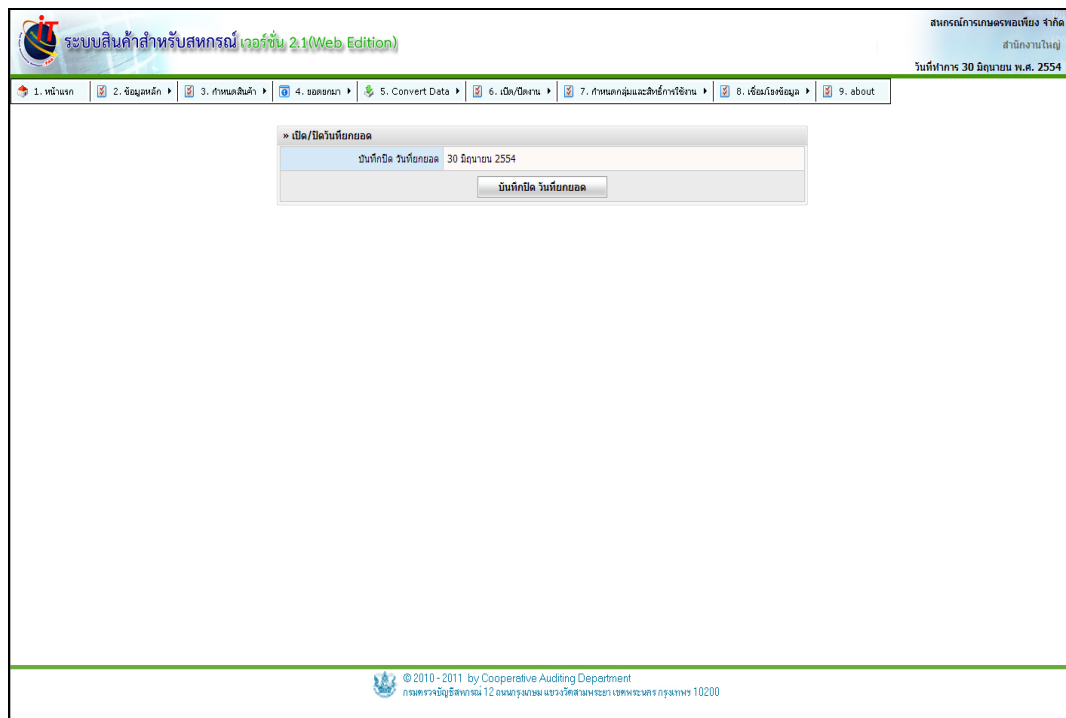 สหกรณ์การเกษตรพอเพียง จำกัด
ระบบสินค้าสำหรับสหกรณ์ เวอร์ชั่น 2.1(Web Edition)
สำนักงานใหญ่
วันที่ทำการ 30 มิถุนายน พ.ศ. 2554
1. หน้าแรก 2. ข้อมูลหลัก 3. กำหนดสินค้า 4. ยอดยกมา 5. Convert Data 6. เปิด/ปิดงาน 7. กำหนดกลุ่มและสิทธิ์การใช้งาน 8. เชื่อมโยงข้อมูล 9. about
» เปิด/ปิดวันที่ยกยอด
บันทึกปิด วันที่ยกยอด 30 มิถุนายน 2554
บันทึกปิด วันที่ยกยอด
© 2010 - 2011 by Cooperative Auditing Department
กรมตรวจบัญชีสหกรณ์ 12 ถนนกรุงเกษม แขวงวัดสามพระยา เขตพระนคร กรุงเทพฯ 10200